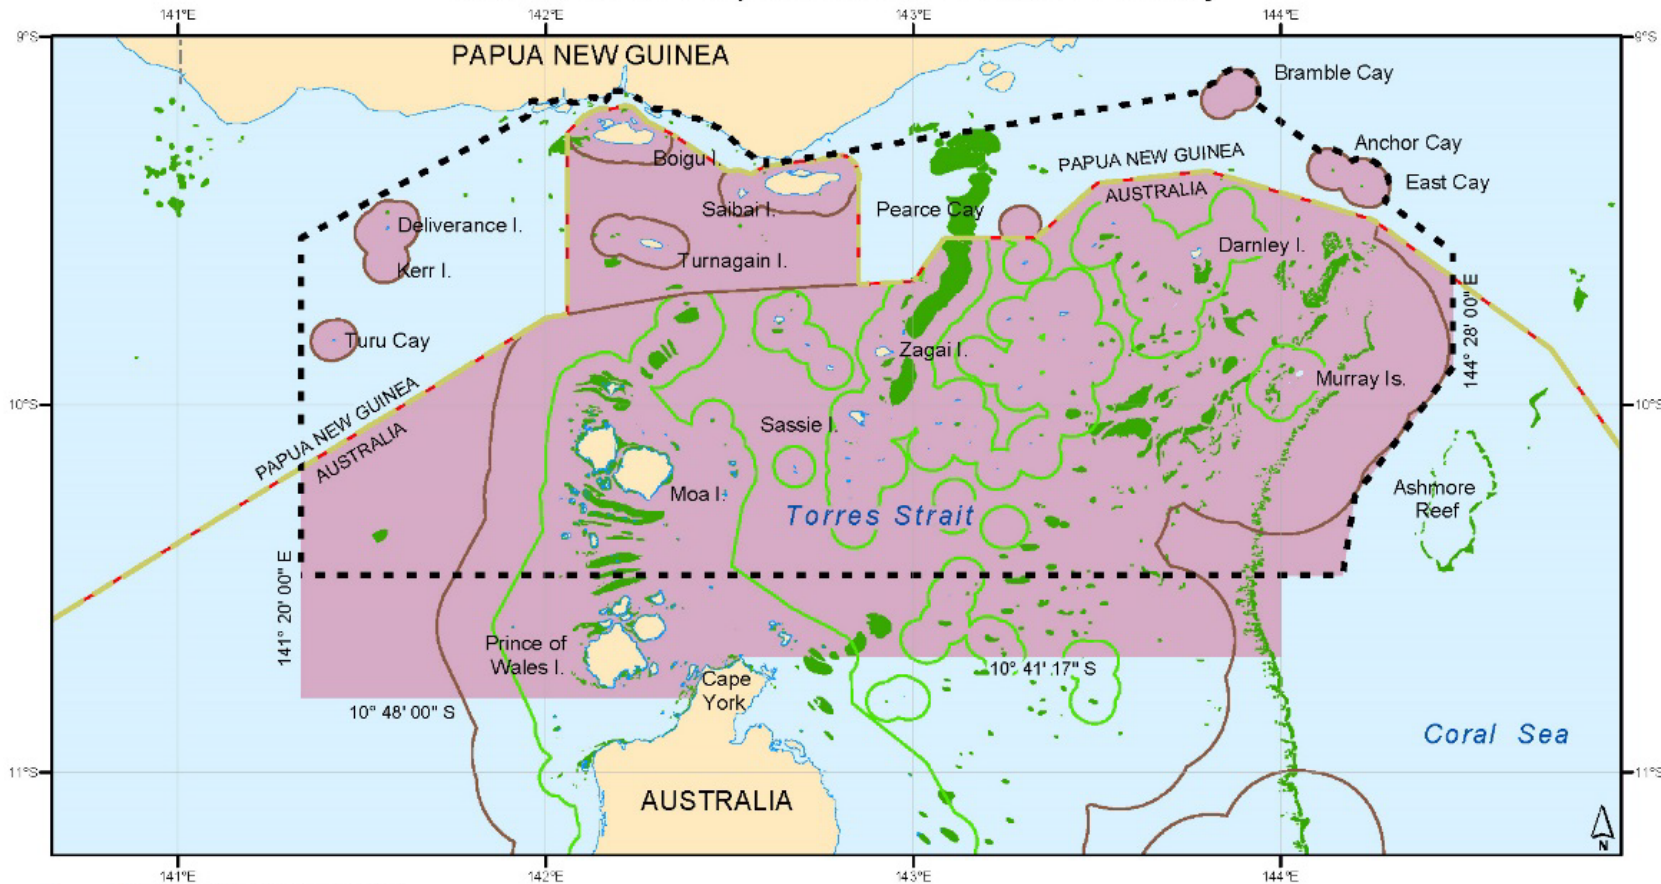 141°E
142°E
143°E
144°E
9°S
9°S
PAPUA NEW GUINEA
Bramble Cay
Anchor Cay
East Cay
Boigu I.
PAPUA NEW GUINEA
AUSTRALIA
Saibai I.
Pearce Cay
Deliverance I.
Kerr I.
Turnagain I.
Darnley I.
Turu Cay
Zagai I.
Murray Is.
144° 28' 00" E
10°S
10°S
PAPUA NEW GUINEA
AUSTRALIA
Sassie I.
Moa I.
Torres Strait
Ashmore
Reef
141° 20' 00" E
Prince of
Wales I.
Cape
York
10° 41' 17" S
10° 48' 00" S
Coral Sea
11°S
11°S
AUSTRALIA
N
141°E
142°E
143°E
144°E